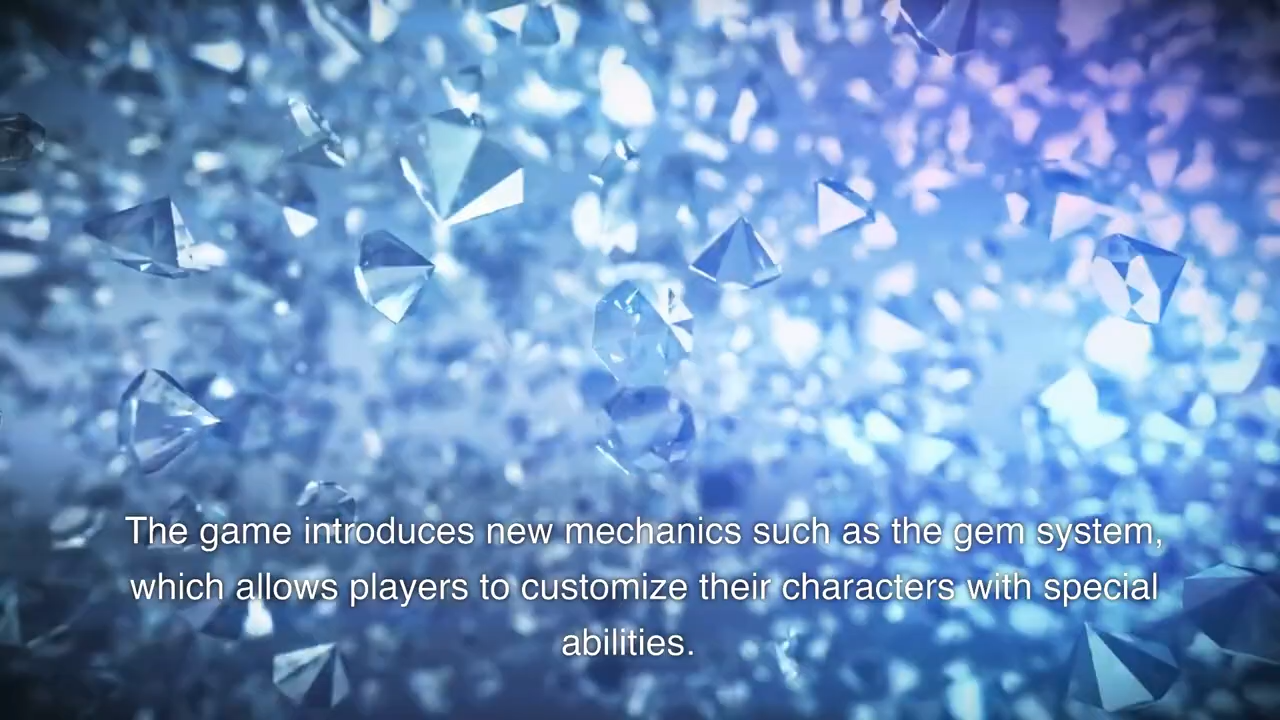 The game introduces new mechanics such as the gem system,
which allows players to customize their characters with special
abilities.